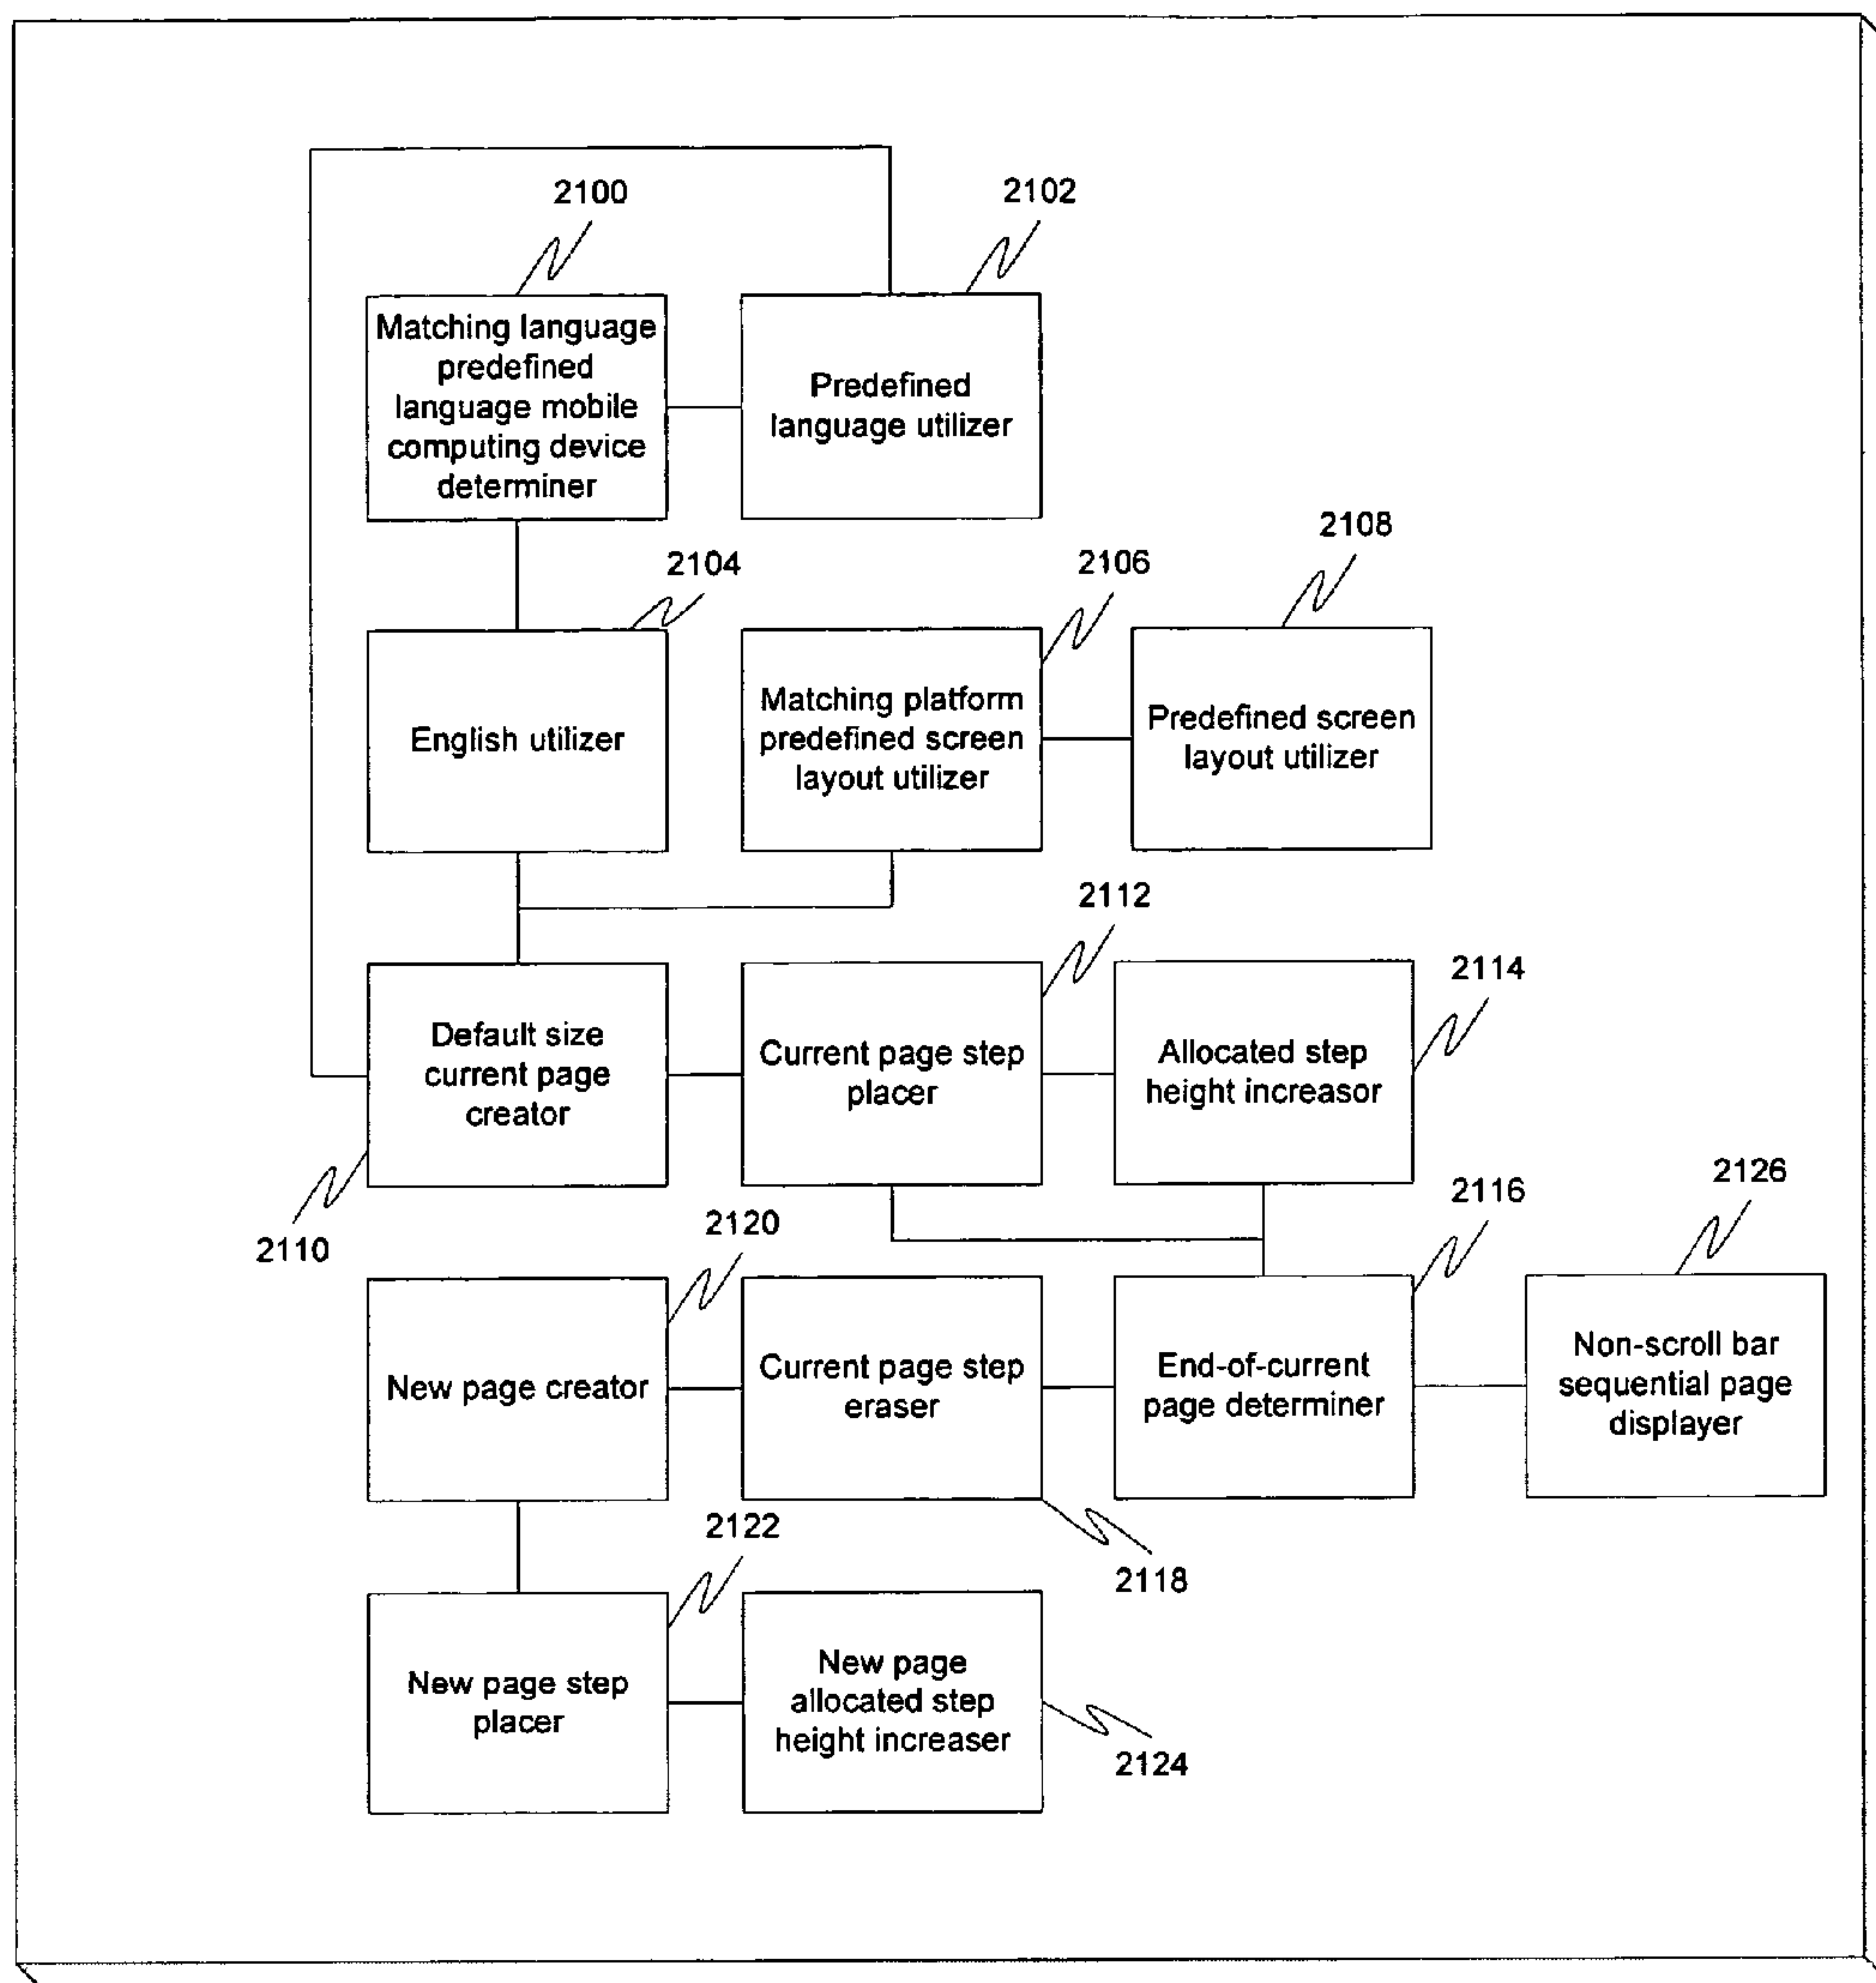 2100
2102
Matching language
predefined
language mobile
computing device
determiner
Predefined
language utilizer
2104
2106
2108
English utilizer
Matching platform
predefined screen
layout utilizer
Predefined screen
layout utilizer
2112
2114
Default size
current page
creator
Current page step
placer
Allocated step
height increasor
2110
2120
2116
2126
New page creator
Current page step
eraser
End-of-current
page determiner
Non-scroll bar
sequential page
displayer
2122
2118
New page step
placer
New page
allocated step
height increaser
2124